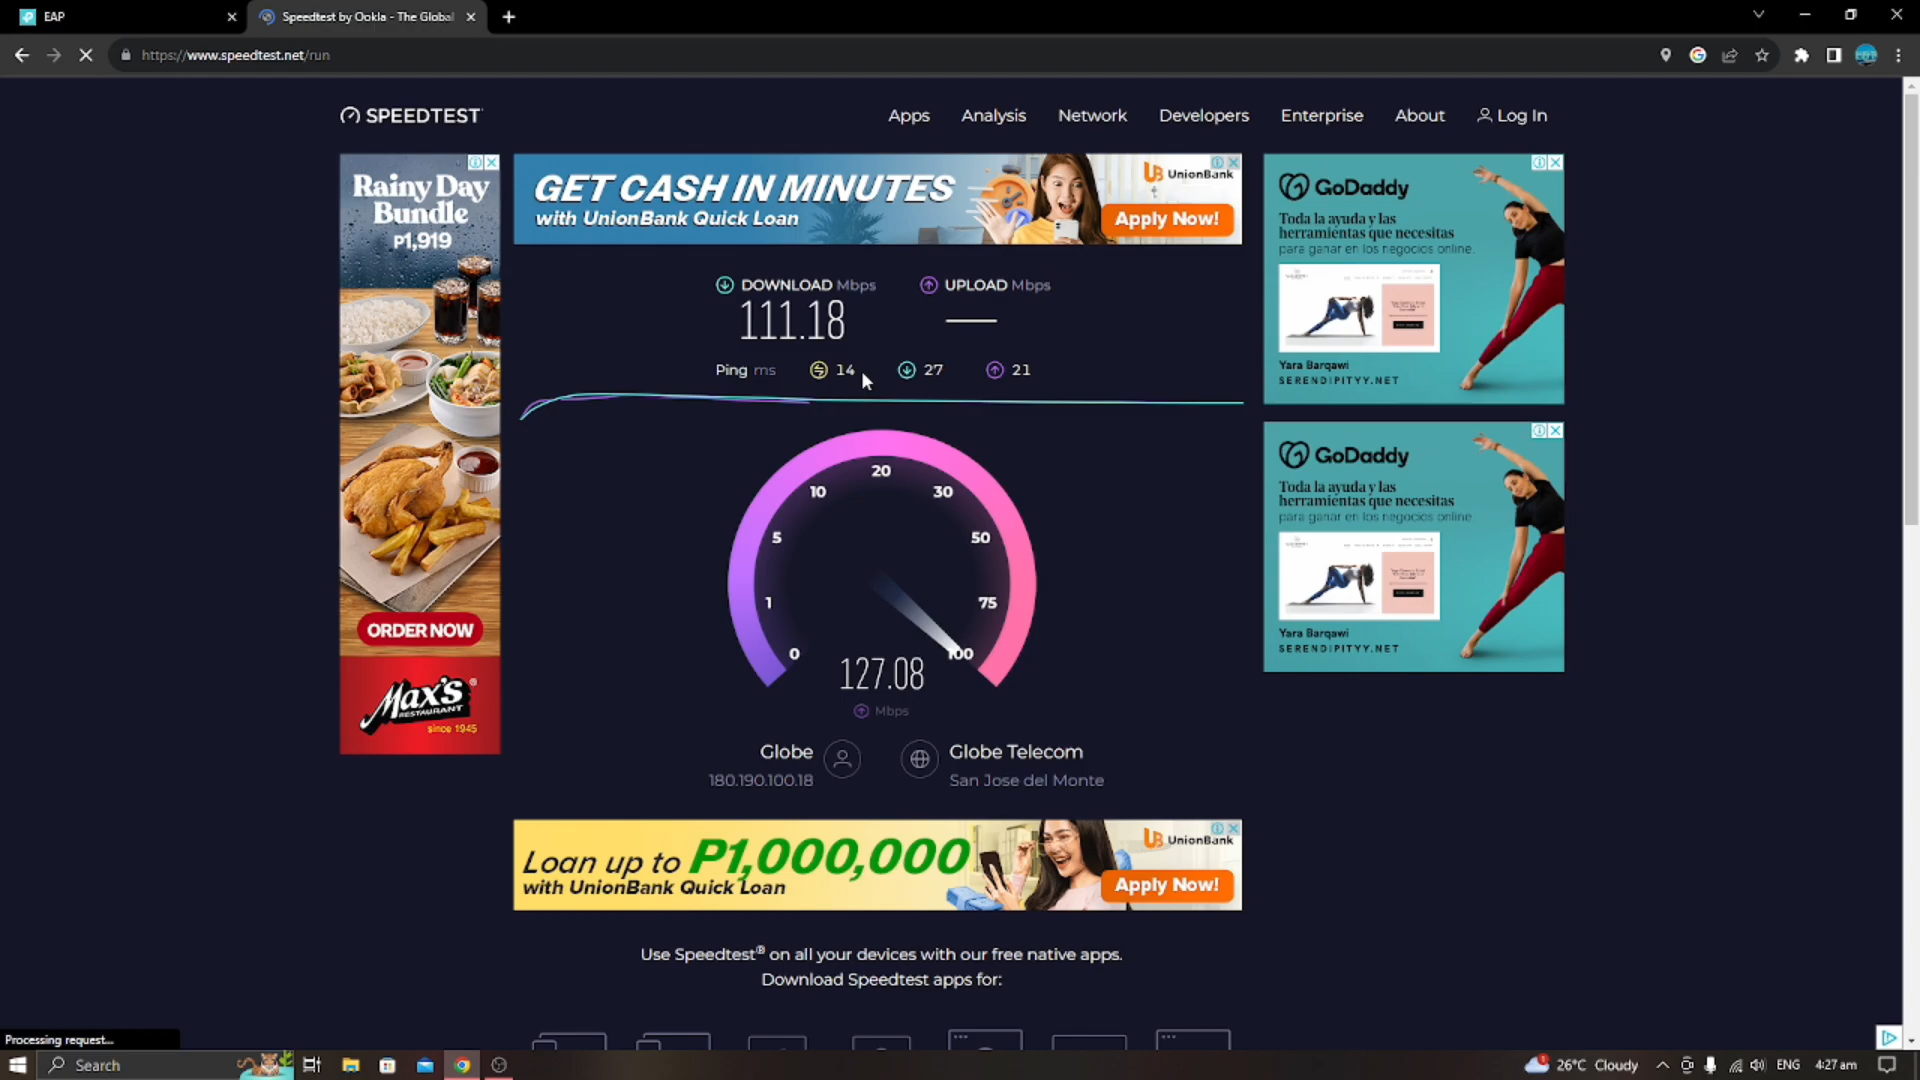 EAP
Speedtest by Ookla - The Global
https://www.speedtest.net/run
SPEEDTEST
Apps
Analysis
Network
Developers
Enterprise
About
Log In
Rainy Day
Bundle
P1,919
ORDER NOW
Max's
RESTAURANT
since 1945
GET CASH IN MINUTES
with UnionBank Quick Loan
UB UnionBank
Apply Now!
GoDaddy
Toda la ayuda y las
herramientas que necesitas
para ganar en los negocios online.
Yara Barqawi
SERENDIPITYY.NET
GoDaddy
Toda la ayuda y las
herramientas que necesitas
para ganar en los negocios online.
Yara Barqawi
SERENDIPITYY.NET
DOWNLOAD Mbps
111.18
UPLOAD Mbps
Ping ms
14
27
21
0
1
5
10
20
30
50
75
100
127.08
Mbps
Globe
180.190.100.18
Globe Telecom
San Jose del Monte
Loan up to P1,000,000
with UnionBank Quick Loan
UB UnionBank
Apply Now!
Use Speedtest® on all your devices with our free native apps.
Download Speedtest apps for:
Processing request...
Search
26°C Cloudy
ENG
4:27 am